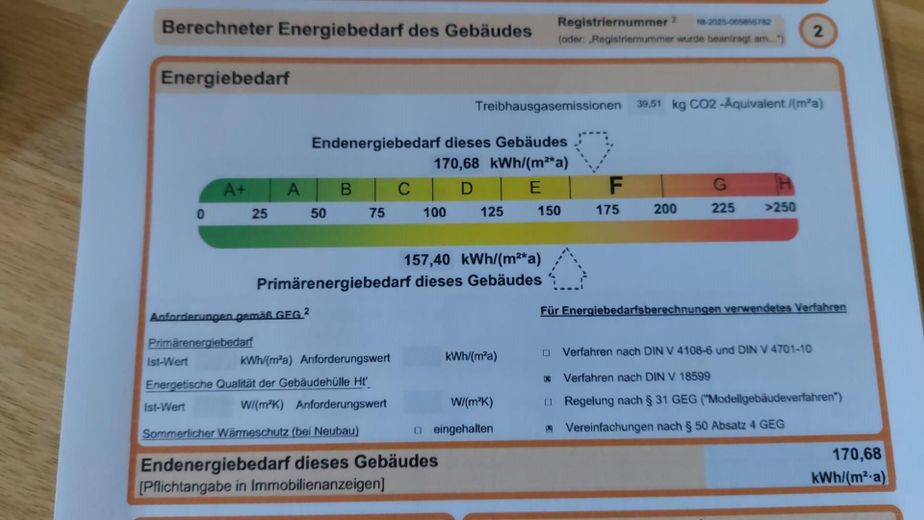 Berechneter Energiebedarf des Gebäudes
Registriernummer 2 NI-2025-005856782
(oder: „Registriernummer wurde beantragt am...")
2
Energiebedarf
Treibhausgasemissionen 39,51 kg CO2 -Äquivalent /(m²a)
Endenergiebedarf dieses Gebäudes
170,68 kWh/(m²*a)
A+ A B C D E F G H
0 25 50 75 100 125 150 175 200 225 >250
157,40 kWh/(m²*a)
Primärenergiebedarf dieses Gebäudes
Anforderungen gemäß GEG 2
Primärenergiebedarf
Ist-Wert kWh/(m²a) Anforderungswert kWh/(m²a)
Energetische Qualität der Gebäudehülle Ht'
Ist-Wert W/(m²K) Anforderungswert W/(m²K)
Sommerlicher Wärmeschutz (bei Neubau) eingehalten
Für Energiebedarfsberechnungen verwendetes Verfahren
Verfahren nach DIN V 4108-6 und DIN V 4701-10
Verfahren nach DIN V 18599
Regelung nach § 31 GEG ("Modellgebäudeverfahren")
Vereinfachungen nach § 50 Absatz 4 GEG
Endenergiebedarf dieses Gebäudes
[Pflichtangabe in Immobilienanzeigen]
170,68
kWh/(m²·a)